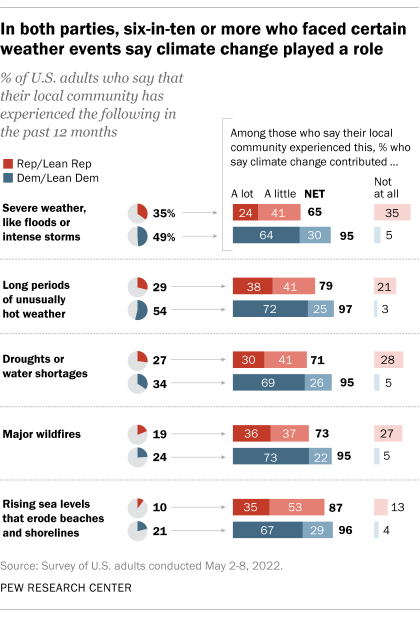 In both parties, six-in-ten or more who faced certain
weather events say climate change played a role
% of U.S. adults who say that
their local community has
experienced the following in
the past 12 months
Among those who say their local
community experienced this, % who
say climate change contributed ...
Rep/Lean Rep
Dem/Lean Dem
A lot A little NET Not
at all
Severe weather,
like floods or
intense storms
35% 24 41 65 35
49% 64 30 95 5
Long periods
of unusually
hot weather
29 38 41 79 21
54 72 25 97 3
Droughts or
water shortages
27 30 41 71 28
34 69 26 95 5
Major wildfires
19 36 37 73 27
24 73 22 95 5
Rising sea levels
that erode beaches
and shorelines
10 35 53 87 13
21 67 29 96 4
Source: Survey of U.S. adults conducted May 2-8, 2022.
PEW RESEARCH CENTER